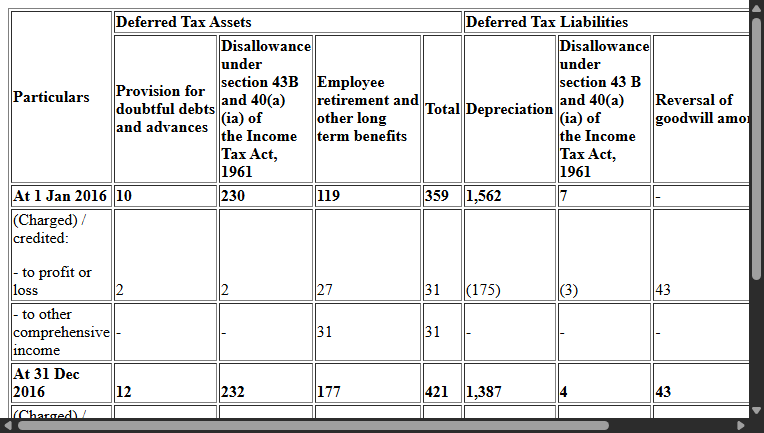 Deferred Tax Assets Deferred Tax Liabilities
Particulars
Provision for
doubtful debts
and advances
Disallowance
under
section 43B
and 40(a)
(ia) of
the Income
Tax Act,
1961
Employee
retirement and
other long
term benefits
Total
Depreciation
Disallowance
under
section 43 B
and 40(a)
(ia) of
the Income
Tax Act,
1961
Reversal of
goodwill
At 1 Jan 2016 10 230 119 359 1,562 7 -
(Charged) /
credited:
- to profit or
loss 2 2 27 31 (175) (3) 43
- to other
comprehensive - - 31 31 - - -
income
At 31 Dec
2016 12 232 177 421 1,387 4 43
(Charged) /